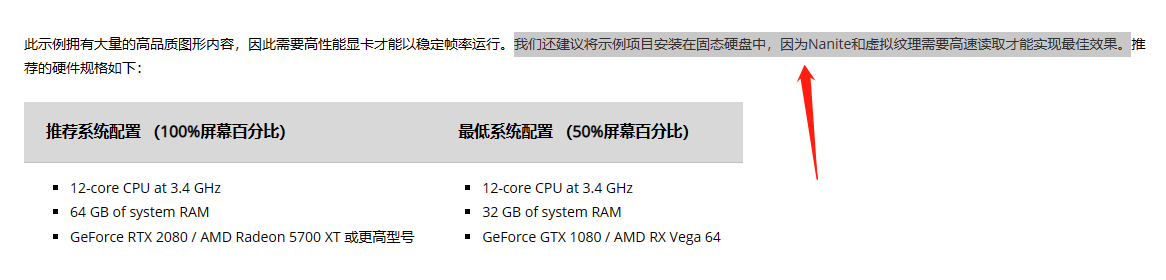 此示例拥有大量的高品质图形内容，因此需要高性能显卡才能以稳定帧率运行。我们还建议将示例项目安装在固态硬盘中，因为Nanite和虚拟纹理需要高速读取才能实现最佳效果。推
荐的硬件规格如下：
推荐系统配置 （100%屏幕百分比）
最低系统配置 （50%屏幕百分比）
▪ 12-core CPU at 3.4 GHz
▪ 64 GB of system RAM
▪ GeForce RTX 2080 / AMD Radeon 5700 XT 或更高型号
▪ 12-core CPU at 3.4 GHz
▪ 32 GB of system RAM
▪ GeForce GTX 1080 / AMD RX Vega 64